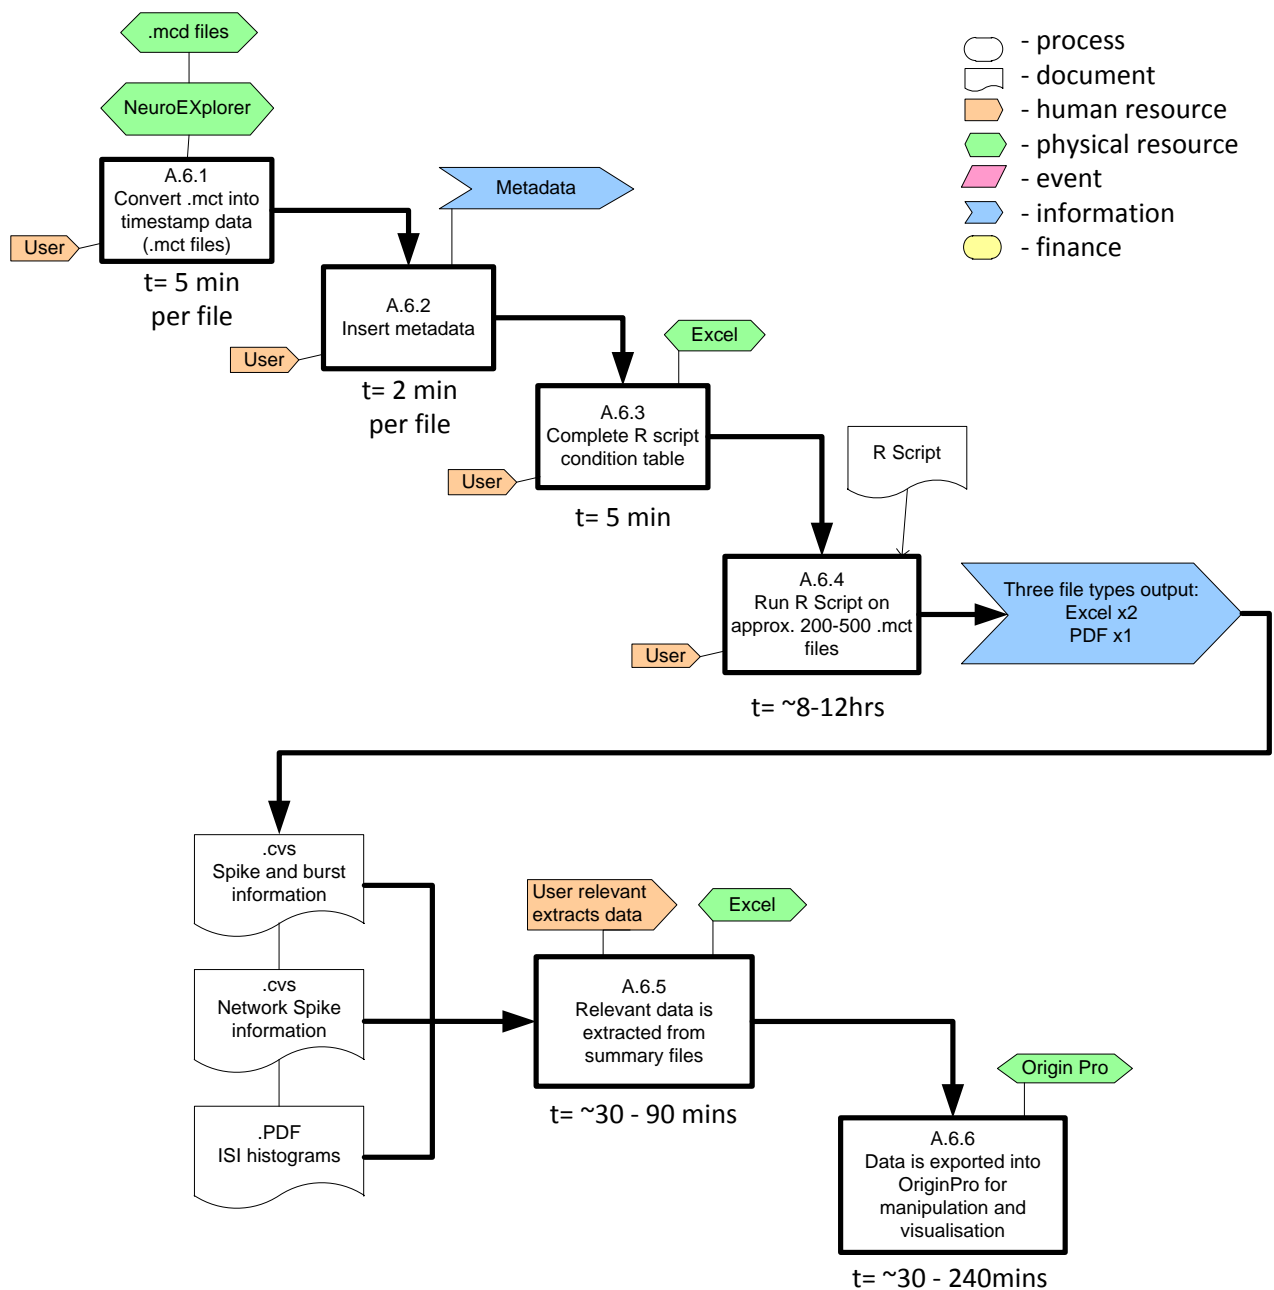 .mcd files
NeuroEXplorer
A.6.1
Convert .mct into
timestamp data
(.mct files)
User
t= 5 min
per file
Metadata
A.6.2
Insert metadata
User
t= 2 min
per file
Excel
A.6.3
Complete R script
condition table
User
t= 5 min
R Script
A.6.4
Run R Script on
approx. 200-500 .mct
files
User
t= ~8-12hrs
Three file types output:
Excel x2
PDF x1
- process
- document
- human resource
- physical resource
- event
- information
- finance
.cvs
Spike and burst
information
.cvs
Network Spike
information
.PDF
ISI histograms
User relevant
extracts data
Excel
A.6.5
Relevant data is
extracted from
summary files
t= ~30 - 90 mins
Origin Pro
A.6.6
Data is exported into
OriginPro for
manipulation and
visualisation
t= ~30 - 240mins